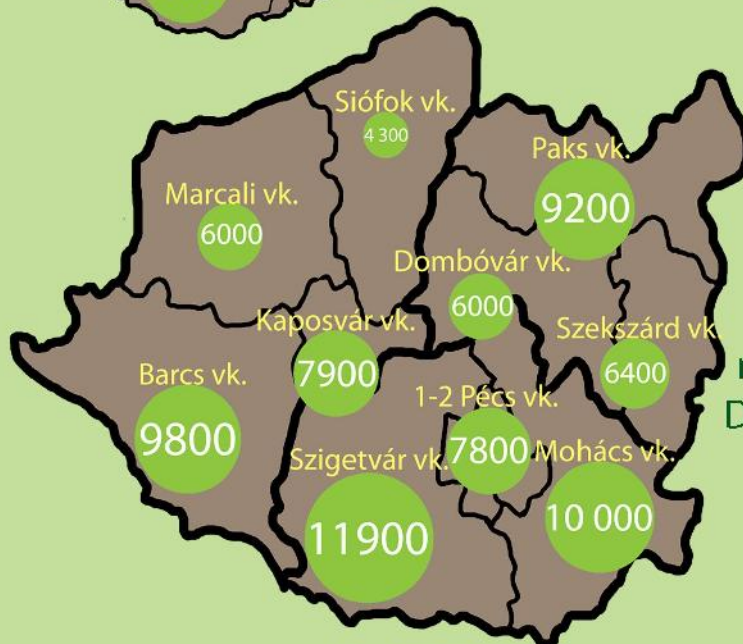 Siófok vk.
4 300
Paks vk.
9200
Marcali vk.
6000
Dombóvár vk.
6000
Kaposvár vk.
7900
Szekszárd vk.
6400
Barcs vk.
9800
1-2 Pécs vk.
7800
Szigetvár vk.
11900
Mohács vk.
10 000